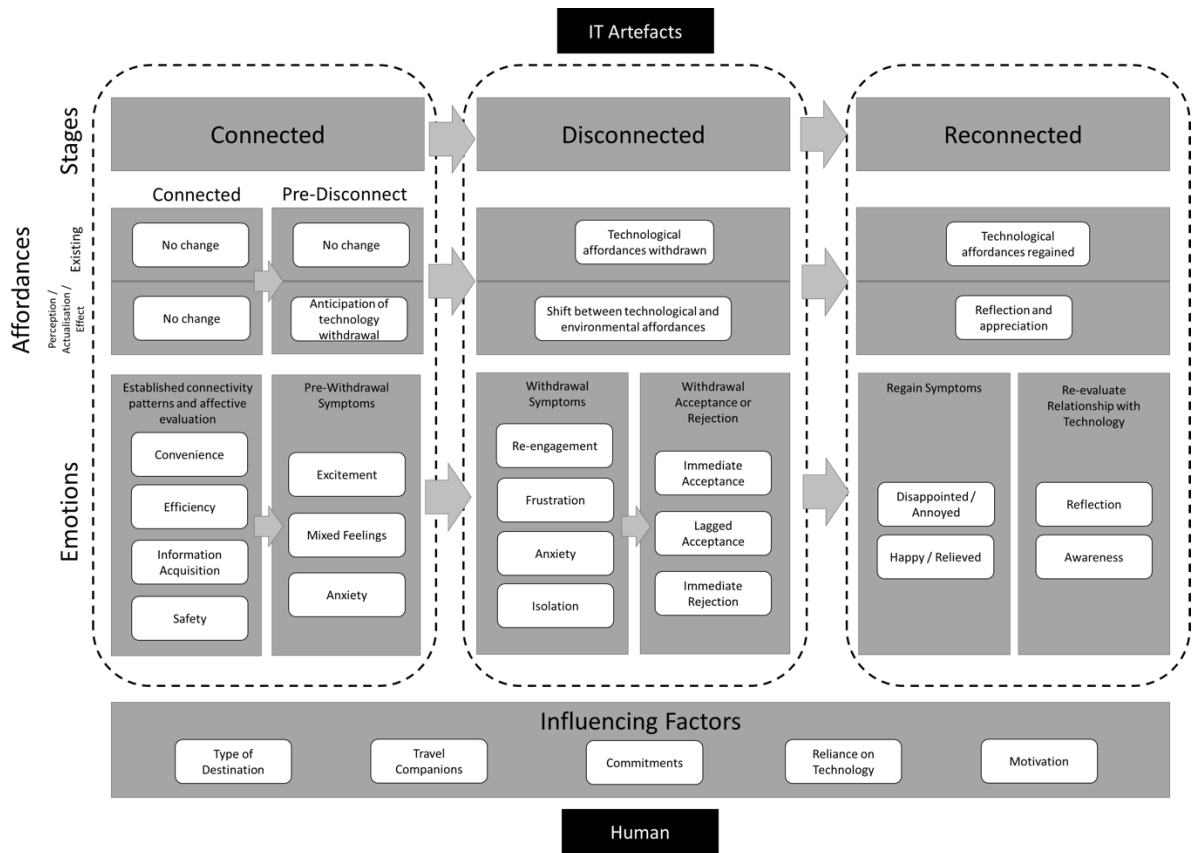 IT Artefacts
Stages
Connected
Disconnected
Reconnected
Connected
Pre-Disconnect
Affordances
Existing
No change
No change
Technological
affordances withdrawn
Technological
affordances regained
Perception /
Actualisation /
Effect
No change
Anticipation of
technology
withdrawal
Shift between technological and
environmental affordances
Reflection and
appreciation
Emotions
Established connectivity
patterns and affective
evaluation
Convenience
Efficiency
Information
Acquisition
Safety
Pre-Withdrawal
Symptoms
Excitement
Mixed Feelings
Anxiety
Withdrawal
Symptoms
Re-engagement
Frustration
Anxiety
Isolation
Withdrawal
Acceptance or
Rejection
Immediate
Acceptance
Lagged
Acceptance
Immediate
Rejection
Regain Symptoms
Disappointed /
Annoyed
Happy / Relieved
Re-evaluate
Relationship with
Technology
Reflection
Awareness
Influencing Factors
Type of
Destination
Travel
Companions
Commitments
Reliance on
Technology
Motivation
Human